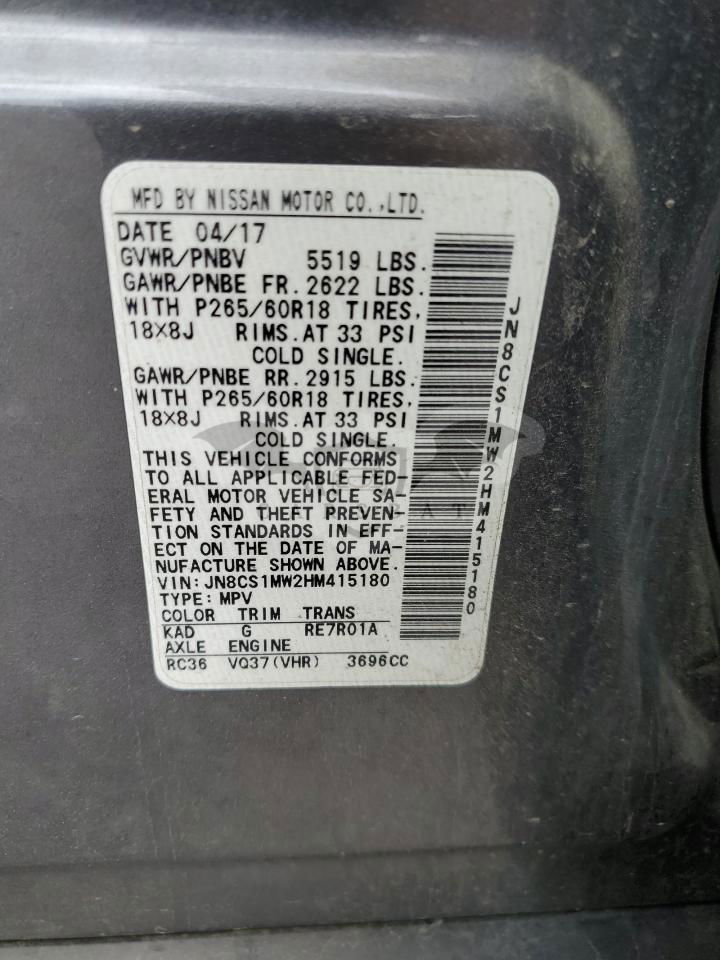 MFD BY NISSAN MOTOR CO.,LTD.
DATE 04/17
GVWR/PNBV 5519 LBS.
GAWR/PNBE FR. 2622 LBS.
WITH P265/60R18 TIRES,
18X8J RIMS. AT 33 PSI
COLD SINGLE.
GAWR/PNBE RR. 2915 LBS.
WITH P265/60R18 TIRES,
18X8J RIMS. AT 33 PSI
COLD SINGLE.
THIS VEHICLE CONFORMS
TO ALL APPLICABLE FED-
ERAL MOTOR VEHICLE SA-
FETY AND THEFT PREVEN-
TION STANDARDS IN EFF-
ECT ON THE DATE OF MA-
NUFACTURE SHOWN ABOVE.
VIN: JN8CS1MW2HM415180
TYPE: MPV
COLOR TRIM TRANS
KAD G RE7R01A
AXLE ENGINE
RC36 VQ37(VHR) 3696CC
JN8CS1MW2HM415180